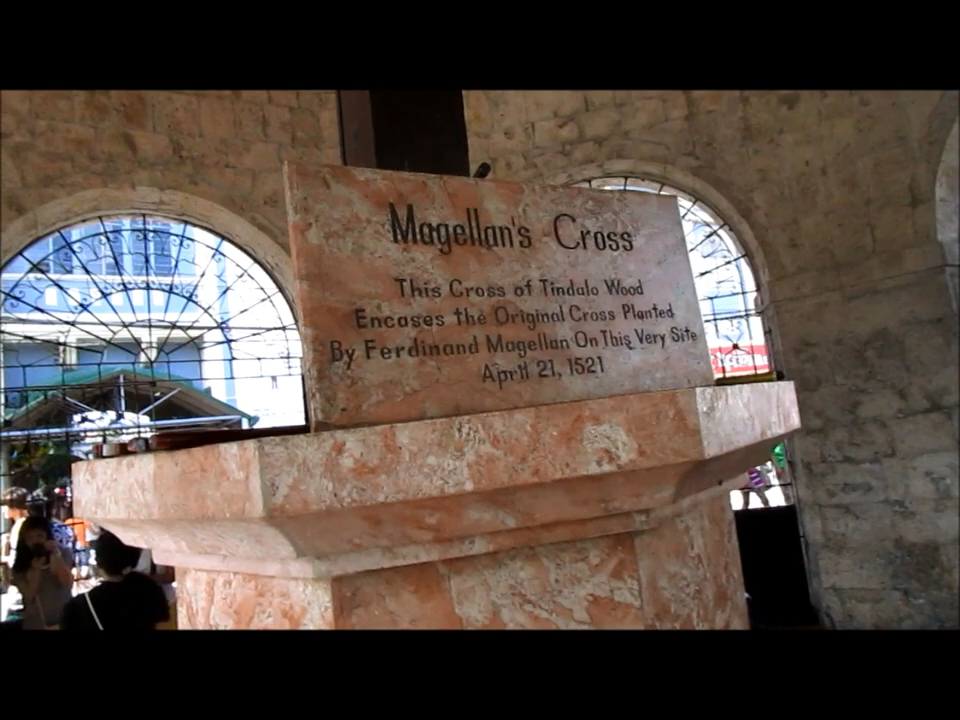 Magellan's Cross
This Cross of Tindalo Wood
Encases the Original Cross Planted
By Ferdinand Magellan On This Very Site
April 21, 1521